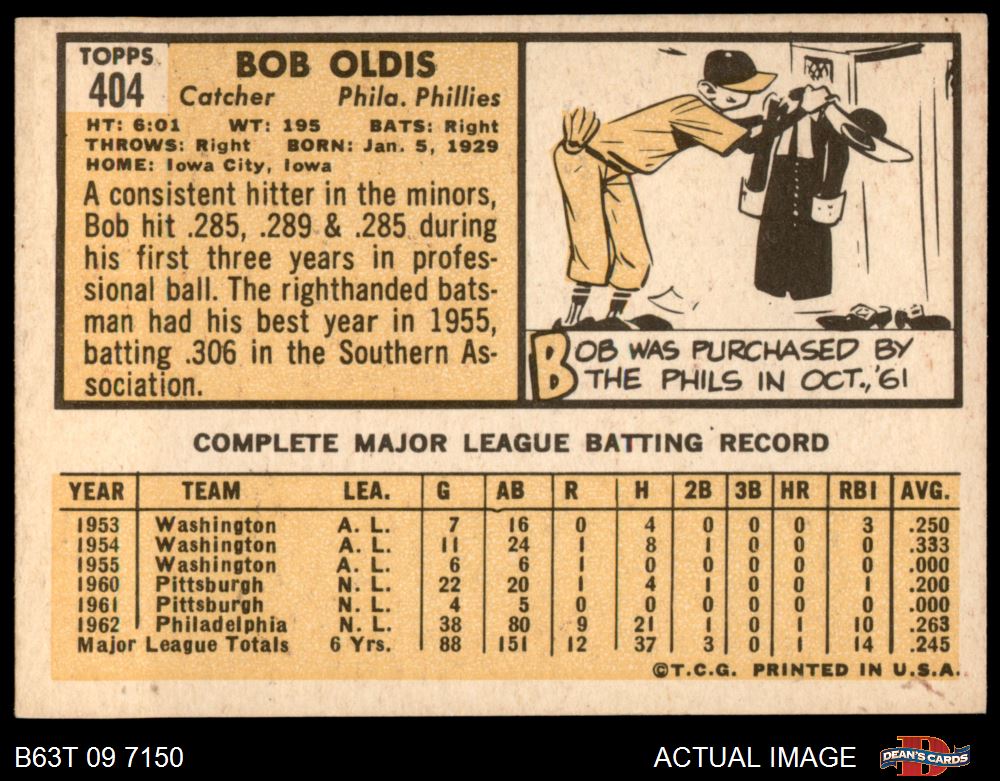 TOPPS
404
BOB OLDIS
Catcher Phila. Phillies
HT: 6:01 WT: 195 BATS: Right
THROWS: Right BORN: Jan. 5, 1929
HOME: Iowa City, Iowa
A consistent hitter in the minors,
Bob hit .285, .289 & .285 during
his first three years in profes-
sional ball. The righthanded bats-
man had his best year in 1955,
batting .306 in the Southern As-
sociation.
BOB WAS PURCHASED BY
THE PHILS IN OCT., '61
COMPLETE MAJOR LEAGUE BATTING RECORD
YEAR TEAM LEA. G AB R H 2B 3B HR RBI AVG.
1953 Washington A. L. 7 16 0 4 0 0 0 3 .250
1954 Washington A. L. 11 24 1 8 1 0 0 0 .333
1955 Washington A. L. 6 6 1 0 0 0 0 0 .000
1960 Pittsburgh N. L. 22 20 1 4 1 0 0 1 .200
1961 Pittsburgh N. L. 4 5 0 0 0 0 0 0 .000
1962 Philadelphia N. L. 38 80 9 21 1 0 1 10 .263
Major League Totals 6 Yrs. 88 151 12 37 3 0 1 14 .245
©T.C.G. PRINTED IN U.S.A.
B63T 09 7150 ACTUAL IMAGE
D
DEAN'S CARDS